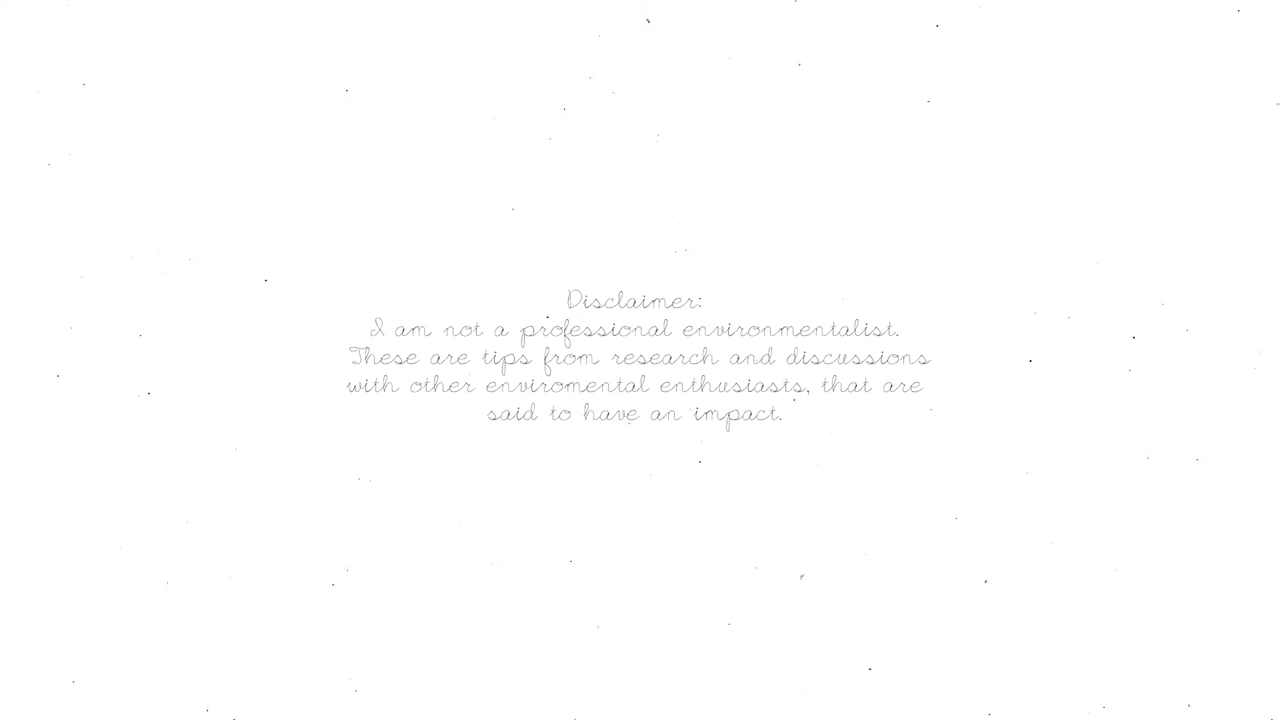 Disclaimer:
I am not a professional environmentalist.
These are tips from research and discussions
with other enviromental enthusiasts, that are
said to have an impact.